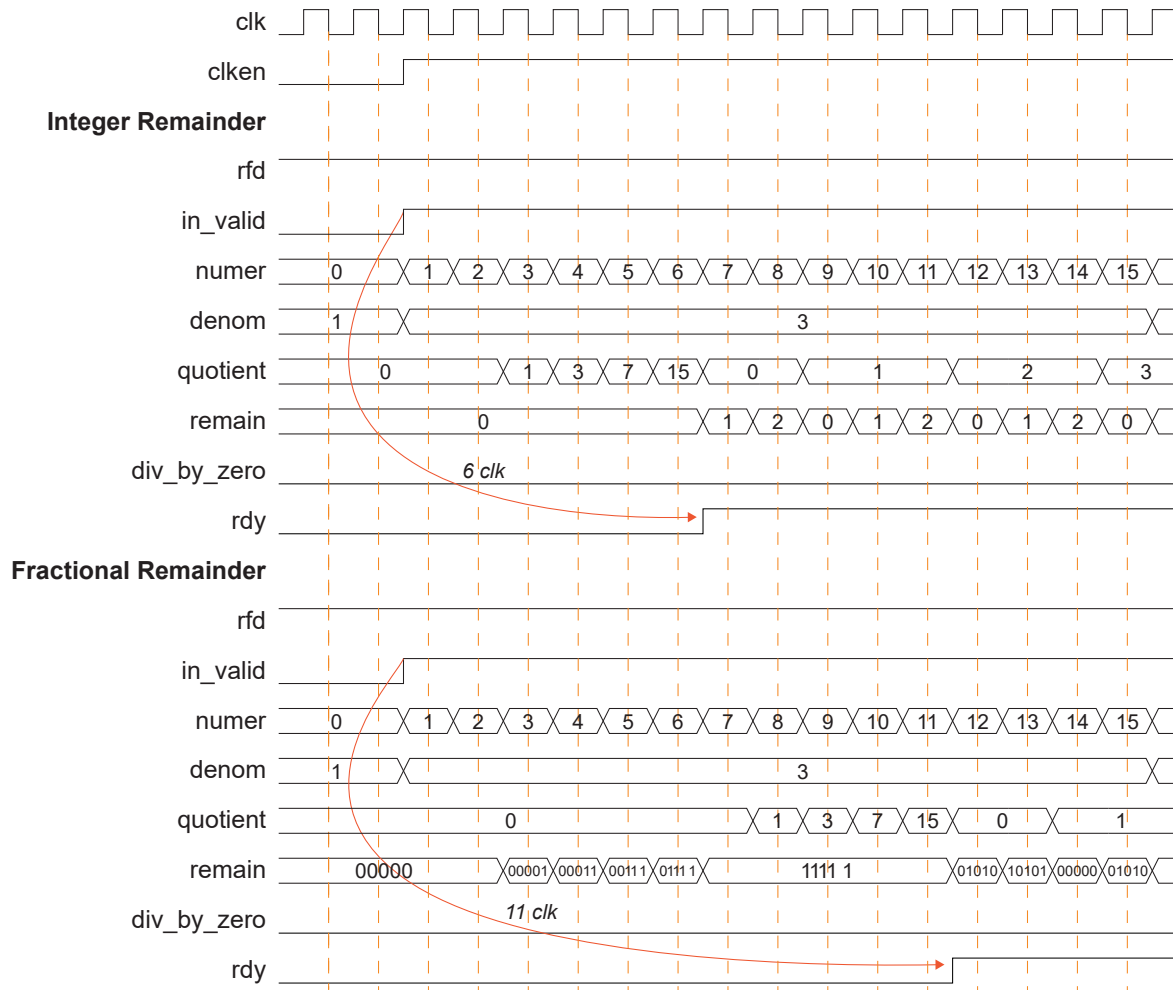 clk
clken
Integer Remainder
rfd
in_valid
numer 0 1 2 3 4 5 6 7 8 9 10 11 12 13 14 15
denom 1 3
quotient 0 1 3 7 15 0 1 2 3
remain 0 1 2 0 1 2 0 1 2 0
div_by_zero 6 clk
rdy
Fractional Remainder
rfd
in_valid
numer 0 1 2 3 4 5 6 7 8 9 10 11 12 13 14 15
denom 1 3
quotient 0 1 3 7 15 0 1
remain 00000 00001 00011 00111 01111 1111 1 01010 10101 00000 01010
div_by_zero 11 clk
rdy